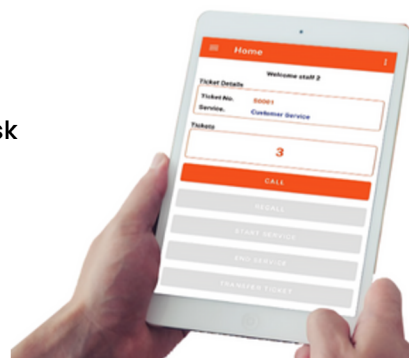 sk
Home
Welcome staff 2
Ticket Details
Ticket No. S0061
Service. Customer Service
Tickets
3
CALL
RECALL
START SERVICE
END SERVICE
TRANSFER TICKET